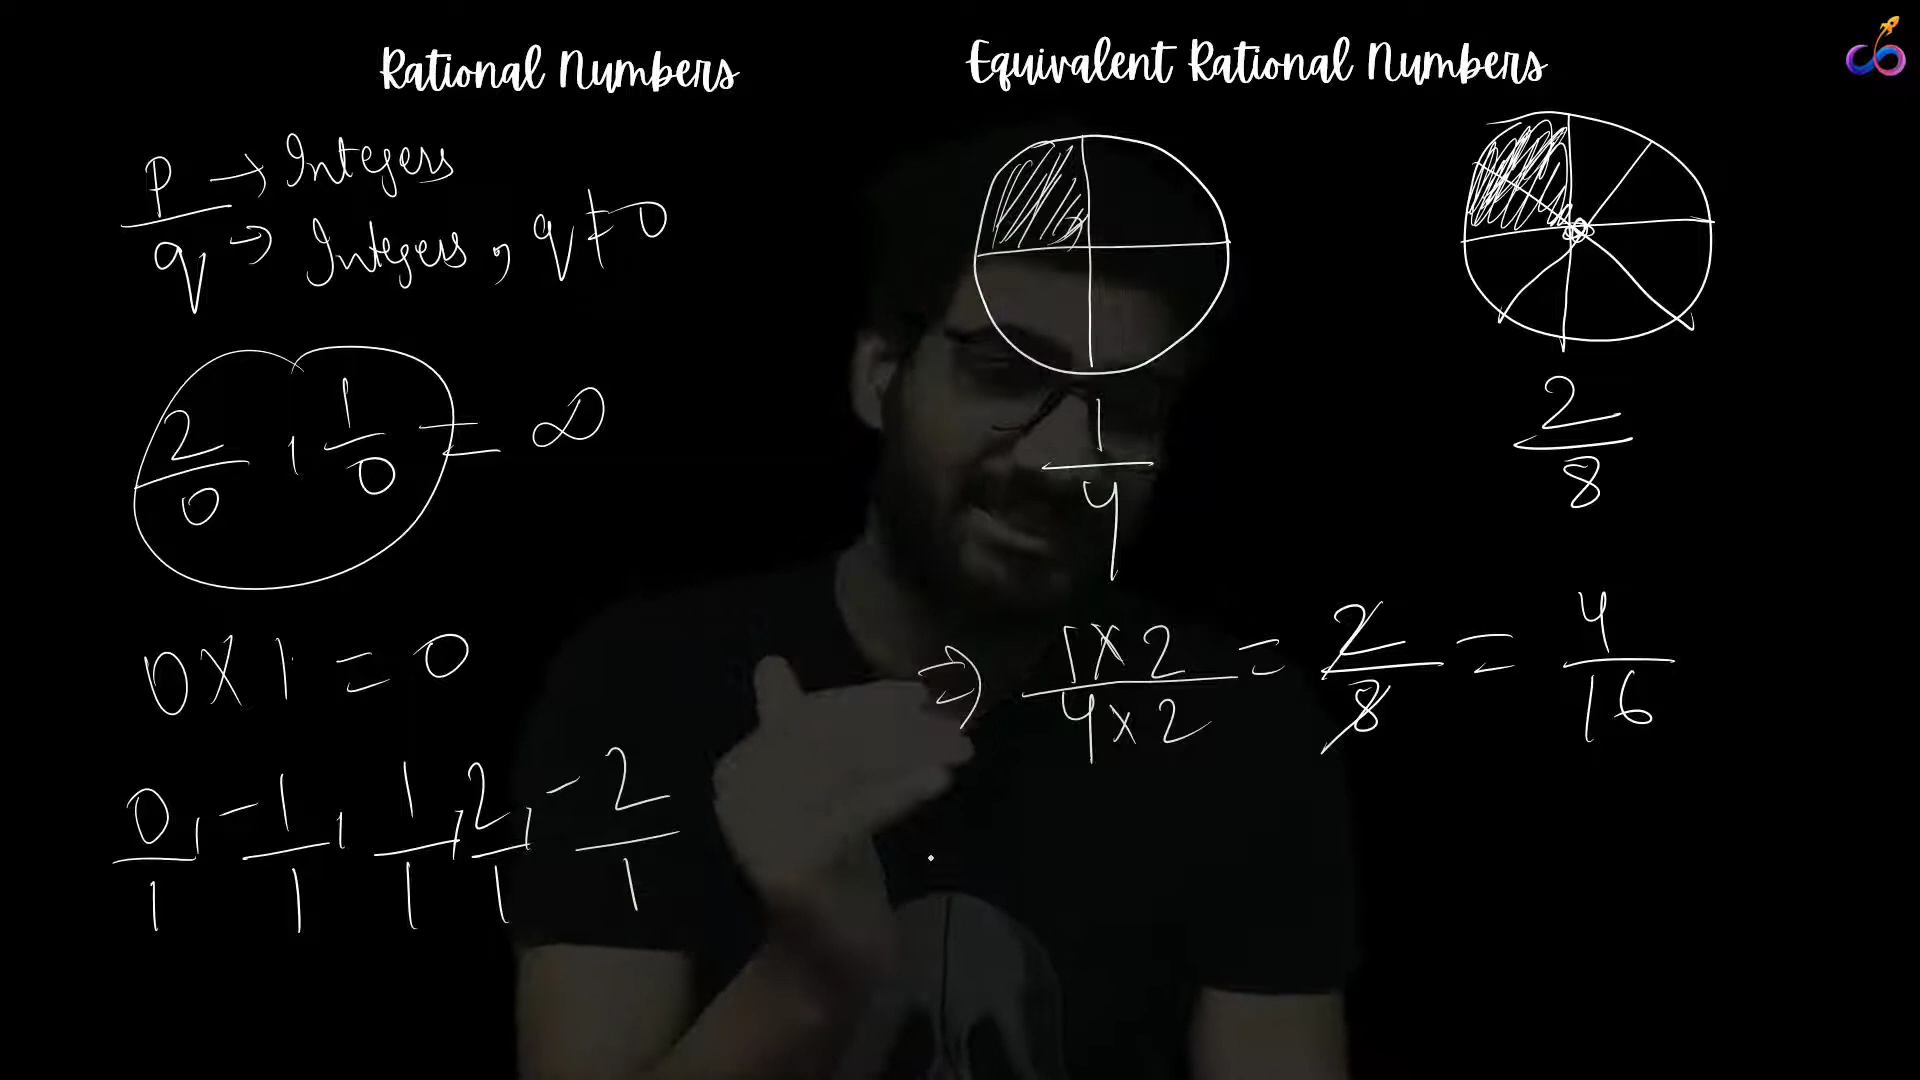 Rational Numbers
p/q → Integers
→ Integers, q ≠ 0
2/0, 1/0 = ∞
0 X 1 = 0
0/1, -1/1, 1/1, 2/1, -2/1
Equivalent Rational Numbers
1/4
2/8
⇒ 1 x 2 / 4 x 2 = 2/8 = 4/16